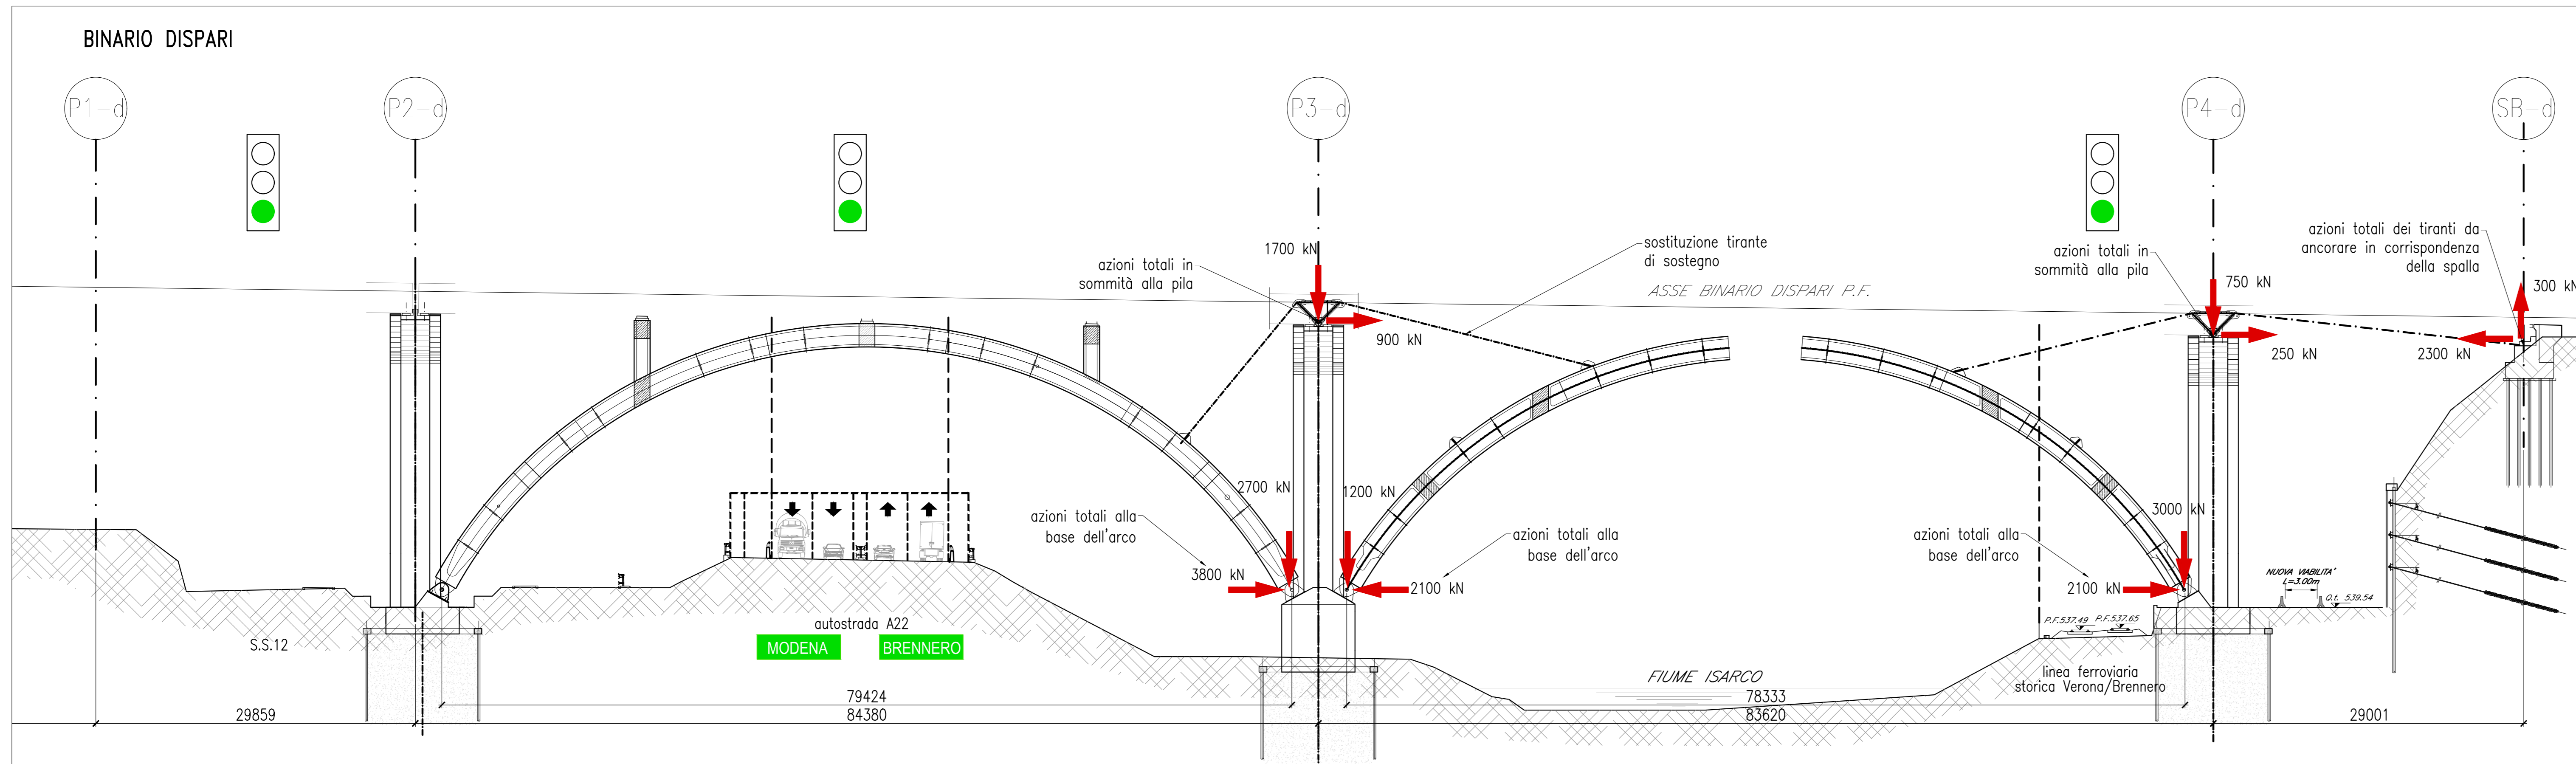 BINARIO DISPARI
P1-d
P2-d
P3-d
P4-d
SB-d
1700 kN
azioni totali in
sommità alla pila
900 kN
sostituzione tirante
di sostegno
ASSE BINARIO DISPARI P.F.
azioni totali in
sommità alla pila
750 kN
250 kN
azioni totali dei tiranti da
ancorare in corrispondenza
della spalla
300 kN
2300 kN
2700 kN
1200 kN
azioni totali alla
base dell'arco
3800 kN
azioni totali alla
base dell'arco
2100 kN
azioni totali alla
base dell'arco
3000 kN
2100 kN
NUOVA VIABILITA'
L=3.00m
Q.t. 539.54
P.F.537.49
P.F.537.65
S.S.12
autostrada A22
MODENA
BRENNERO
FIUME ISARCO
linea ferroviaria
storica Verona/Brennero
79424
78333
29859
84380
83620
29001